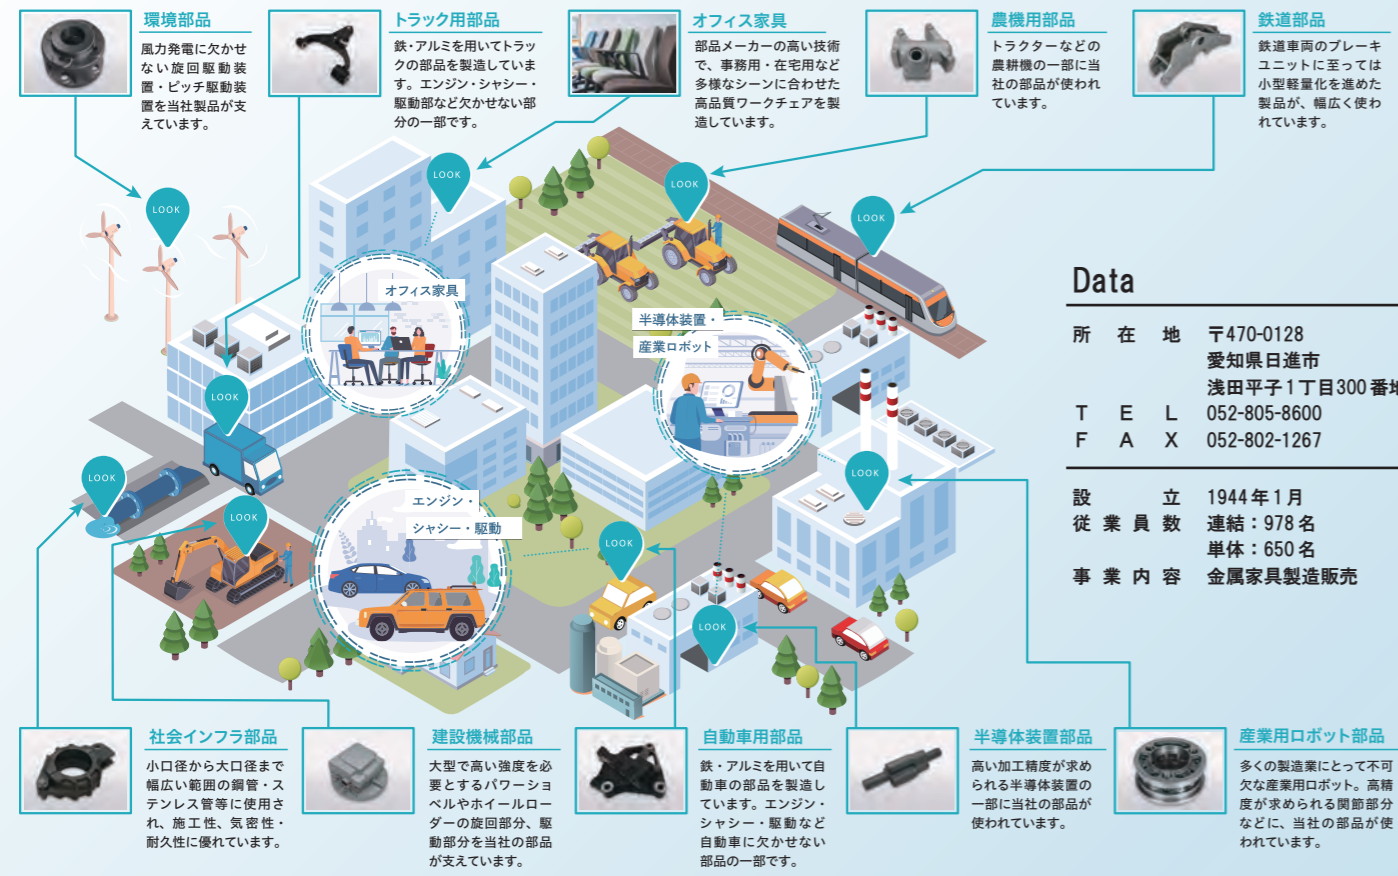 環境部品
風力発電に欠かせ
ない旋回駆動装
置・ピッチ駆動装
置を当社製品が支
えています。
トラック用部品
鉄・アルミを用いてトラッ
クの部品を製造していま
す。エンジン・シャシー・
駆動部など欠かせない部
分の一部です。
オフィス家具
部品メーカーの高い技術
で、事務用・在宅用など
多様なシーンに合わせた
高品質ワークチェアを製
造しています。
農機用部品
トラクターなどの
農耕機の一部に当
社の部品が使われ
ています。
鉄道部品
鉄道車両のブレーキ
ユニットに至っては
小型軽量化を進めた
製品が、幅広く使わ
れています。
LOOK
LOOK
LOOK
LOOK
オフィス家具
半導体装置・
産業ロボット
LOOK
LOOK
LOOK
LOOK
エンジン・
シャシー・駆動
LOOK
LOOK
Data
所在地 〒470-0128
愛知県日進市
浅田平子1丁目300番地
TEL 052-805-8600
FAX 052-802-1267
設立 1944年1月
従業員数 連結：978名
単体：650名
事業内容 金属家具製造販売
社会インフラ部品
小口径から大口径まで
幅広い範囲の鋼管・ス
テンレス管等に使用さ
れ、施工性、気密性・
耐久性に優れています。
建設機械部品
大型で高い強度を必
要とするパワーショ
ベルやホイールロー
ダーの旋回部分、駆
動部分を当社の部品
が支えています。
自動車用部品
鉄・アルミを用いて自
動車の部品を製造し
ています。エンジン・
シャシー・駆動など
自動車に欠かせない
部品の一部です。
半導体装置部品
高い加工精度が求め
られる半導体装置の
一部に当社の部品が
使われています。
産業用ロボット部品
多くの製造業にとって不可
欠な産業用ロボット。高精
度が求められる関節部分
などに、当社の部品が使
われています。